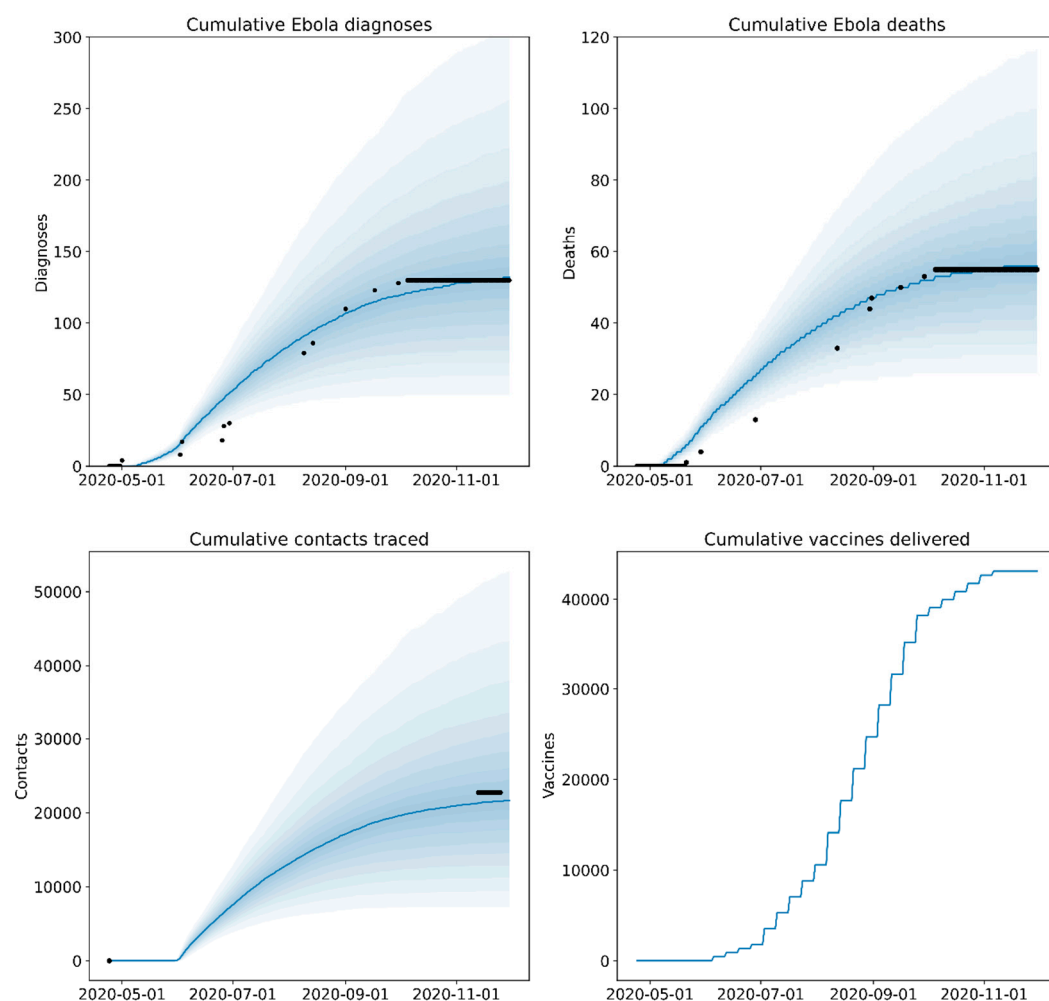 Cumulative Ebola diagnoses
300
250
200
150
100
50
0
Diagnoses
2020-05-01 2020-07-01 2020-09-01 2020-11-01
Cumulative Ebola deaths
120
100
80
60
40
20
0
Deaths
2020-05-01 2020-07-01 2020-09-01 2020-11-01
Cumulative contacts traced
50000
40000
30000
20000
10000
0
Contacts
2020-05-01 2020-07-01 2020-09-01 2020-11-01
Cumulative vaccines delivered
40000
30000
20000
10000
0
Vaccines
2020-05-01 2020-07-01 2020-09-01 2020-11-01